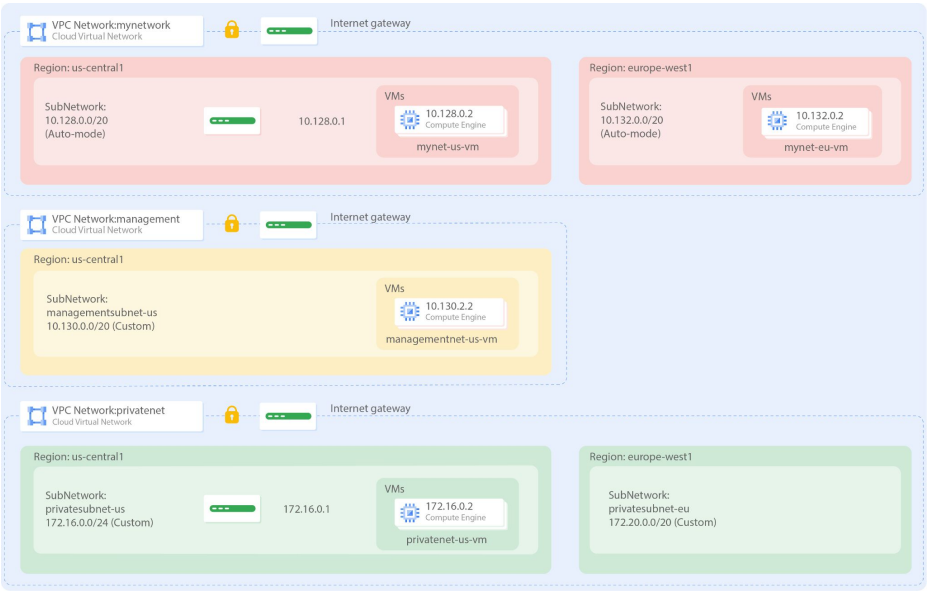 VPC Network:mynetwork
Cloud Virtual Network
Internet gateway
Region: us-central1
SubNetwork:
10.128.0.0/20
(Auto-mode)
10.128.0.1
VMs
10.128.0.2
Compute Engine
mynet-us-vm
Region: europe-west1
SubNetwork:
10.132.0.0/20
(Auto-mode)
VMs
10.132.0.2
Compute Engine
mynet-eu-vm
VPC Network:management
Cloud Virtual Network
Internet gateway
Region: us-central1
SubNetwork:
managementsubnet-us
10.130.0.0/20 (Custom)
VMs
10.130.2.2
Compute Engine
managementnet-us-vm
VPC Network:privatenet
Cloud Virtual Network
Internet gateway
Region: us-central1
SubNetwork:
privatesubnet-us
172.16.0.0/24 (Custom)
172.16.0.1
VMs
172.16.0.2
Compute Engine
privatenet-us-vm
Region: europe-west1
SubNetwork:
privatesubnet-eu
172.20.0.0/20 (Custom)